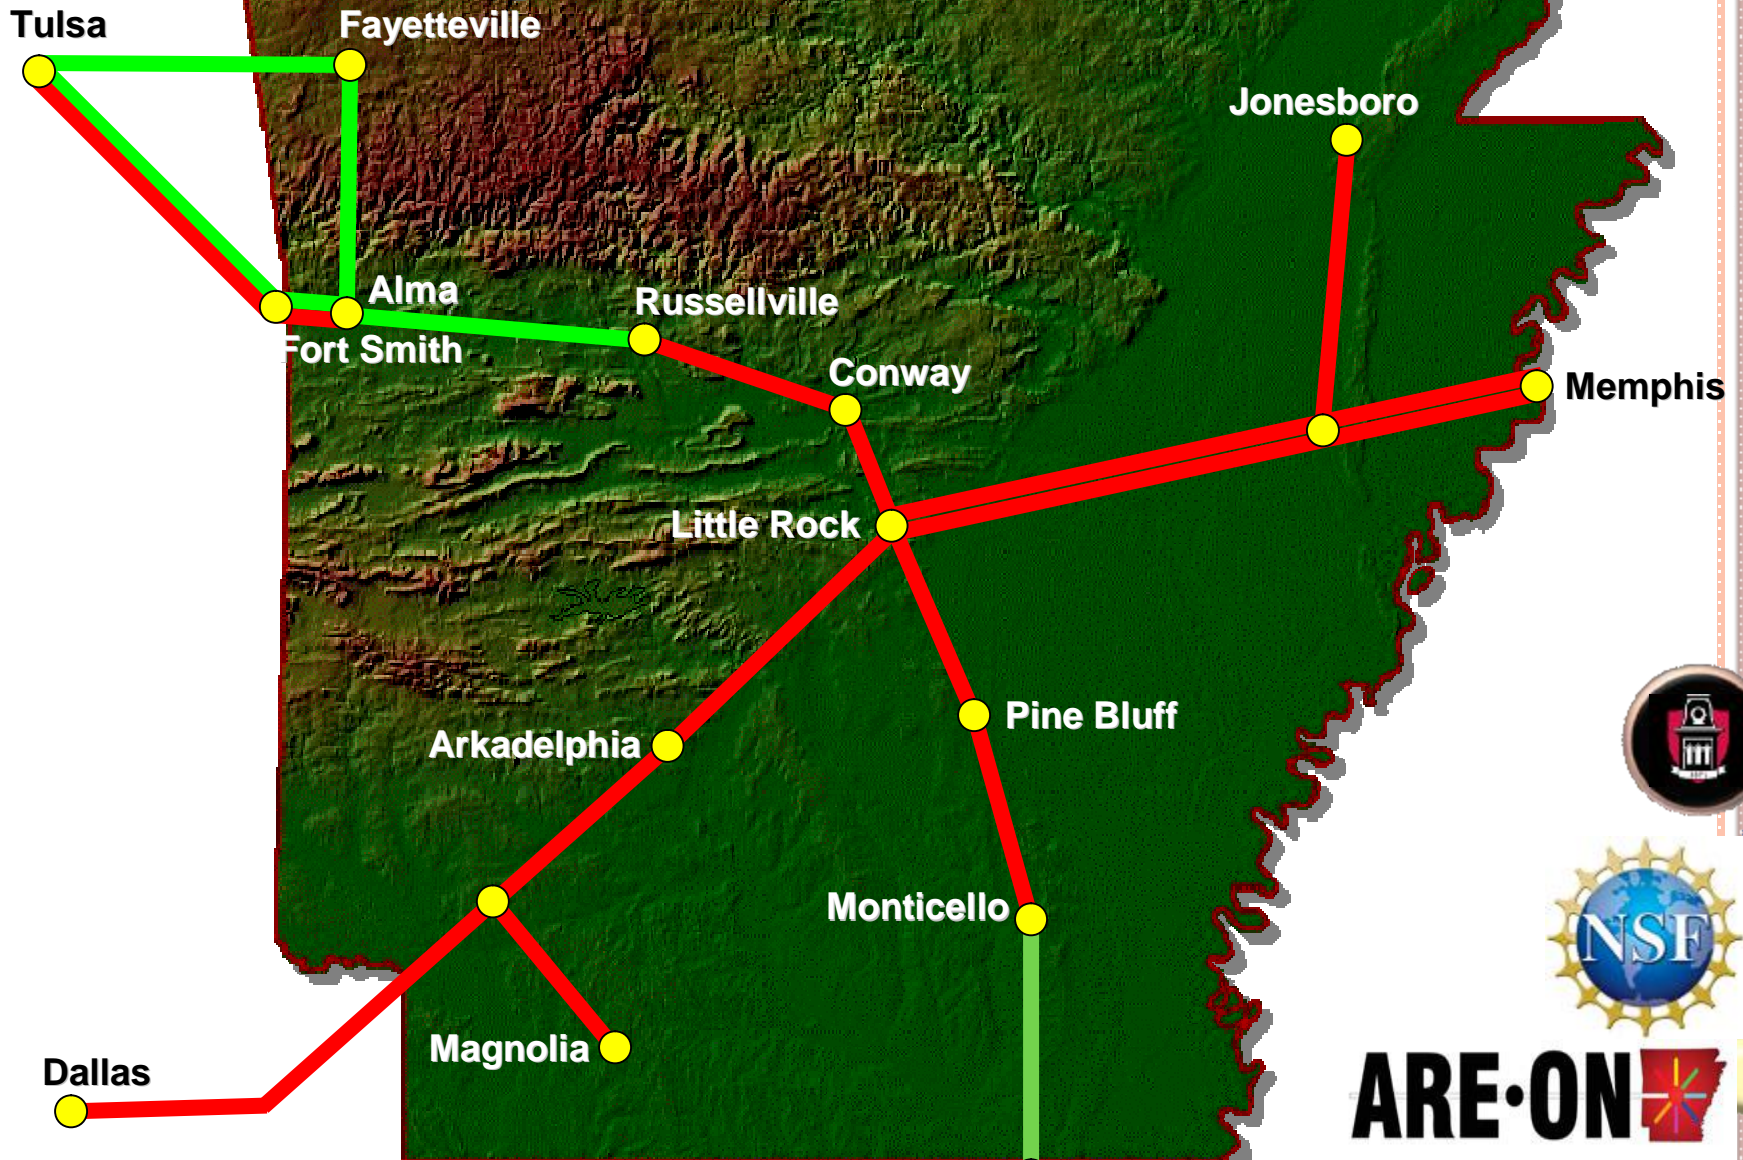 Tulsa
Fayetteville
Jonesboro
Alma
Russellville
Fort Smith
Conway
Memphis
Little Rock
Pine Bluff
Arkadelphia
Monticello
NSF
Magnolia
Dallas
ARE•ON